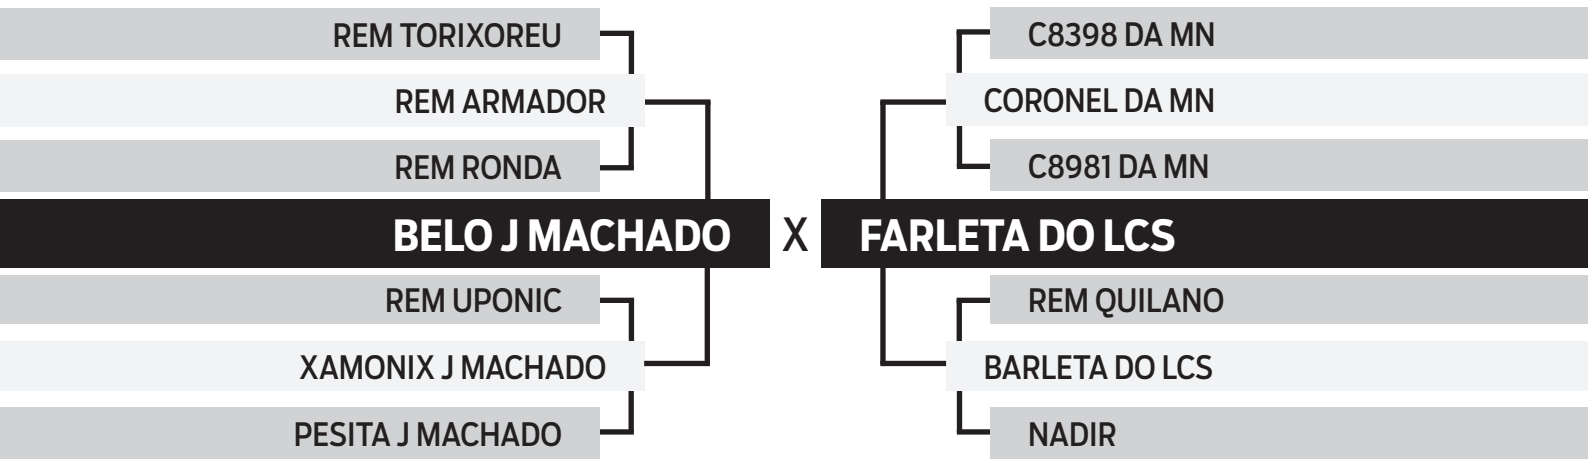 REM TORIXOREU
REM ARMADOR
REM RONDA
BELO J MACHADO
REM UPONIC
XAMONIX J MACHADO
PESITA J MACHADO
X
C8398 DA MN
CORONEL DA MN
C8981 DA MN
FARLETA DO LCS
REM QUILANO
BARLETA DO LCS
NADIR